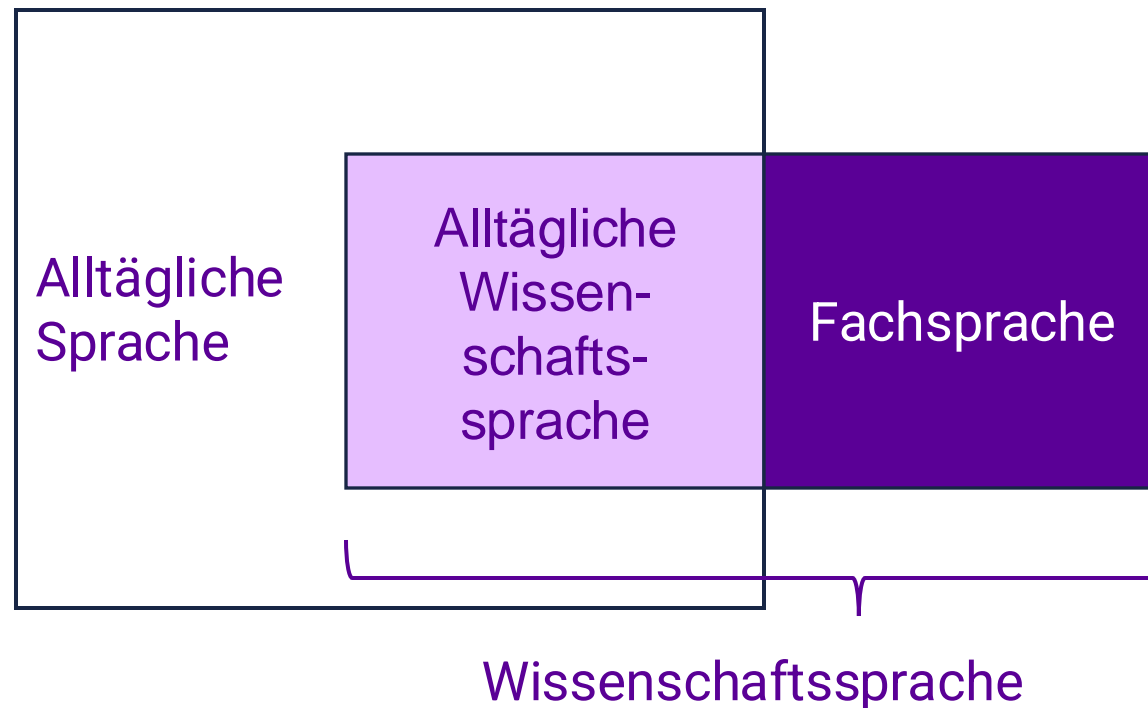 Alltägliche
Sprache
Alltägliche
Wissen-
schafts-
sprache
Fachsprache
Wissenschaftssprache